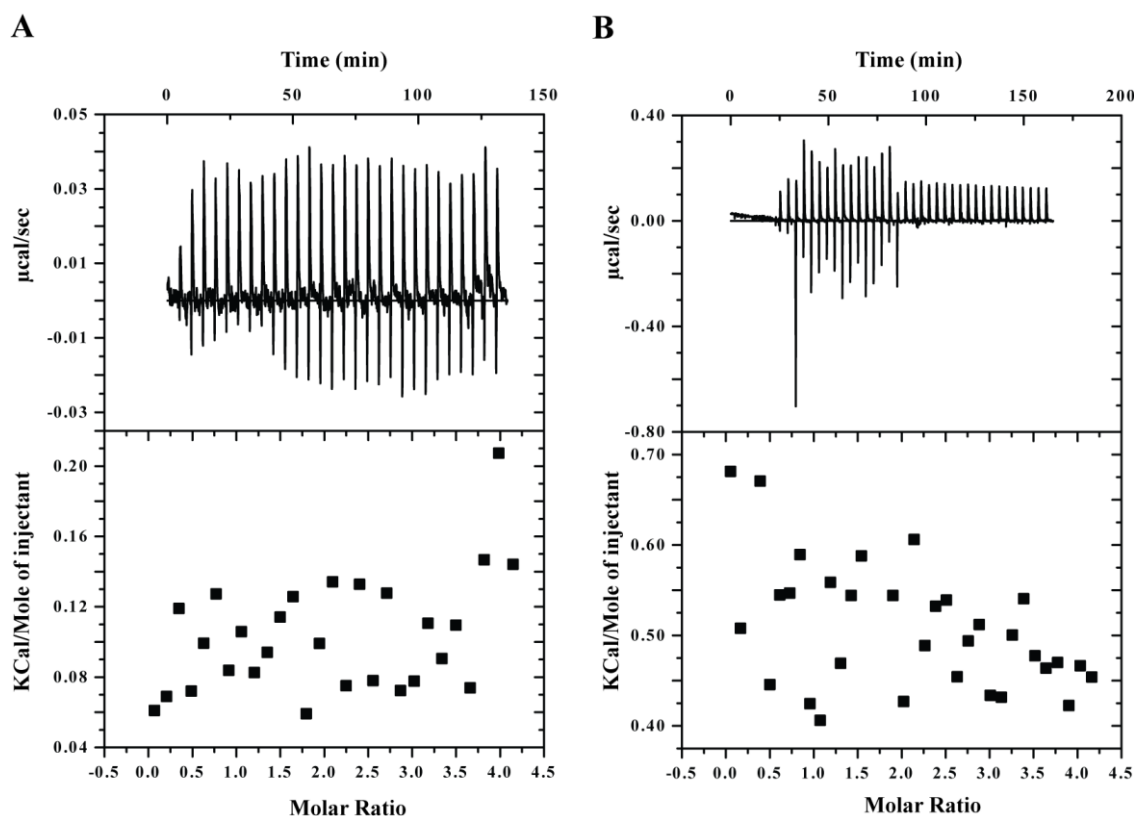 A
B
Time (min)
Time (min)
0 50 100 150
0 50 100 150 200
0.05
0.03
0.01
-0.01
-0.03
µcal/sec
0.40
0.00
-0.40
-0.80
µcal/sec
0.20
0.16
0.12
0.08
0.04
KCal/Mole of injectant
0.70
0.60
0.50
0.40
KCal/Mole of injectant
-0.5 0.0 0.5 1.0 1.5 2.0 2.5 3.0 3.5 4.0 4.5
-0.5 0.0 0.5 1.0 1.5 2.0 2.5 3.0 3.5 4.0 4.5
Molar Ratio
Molar Ratio